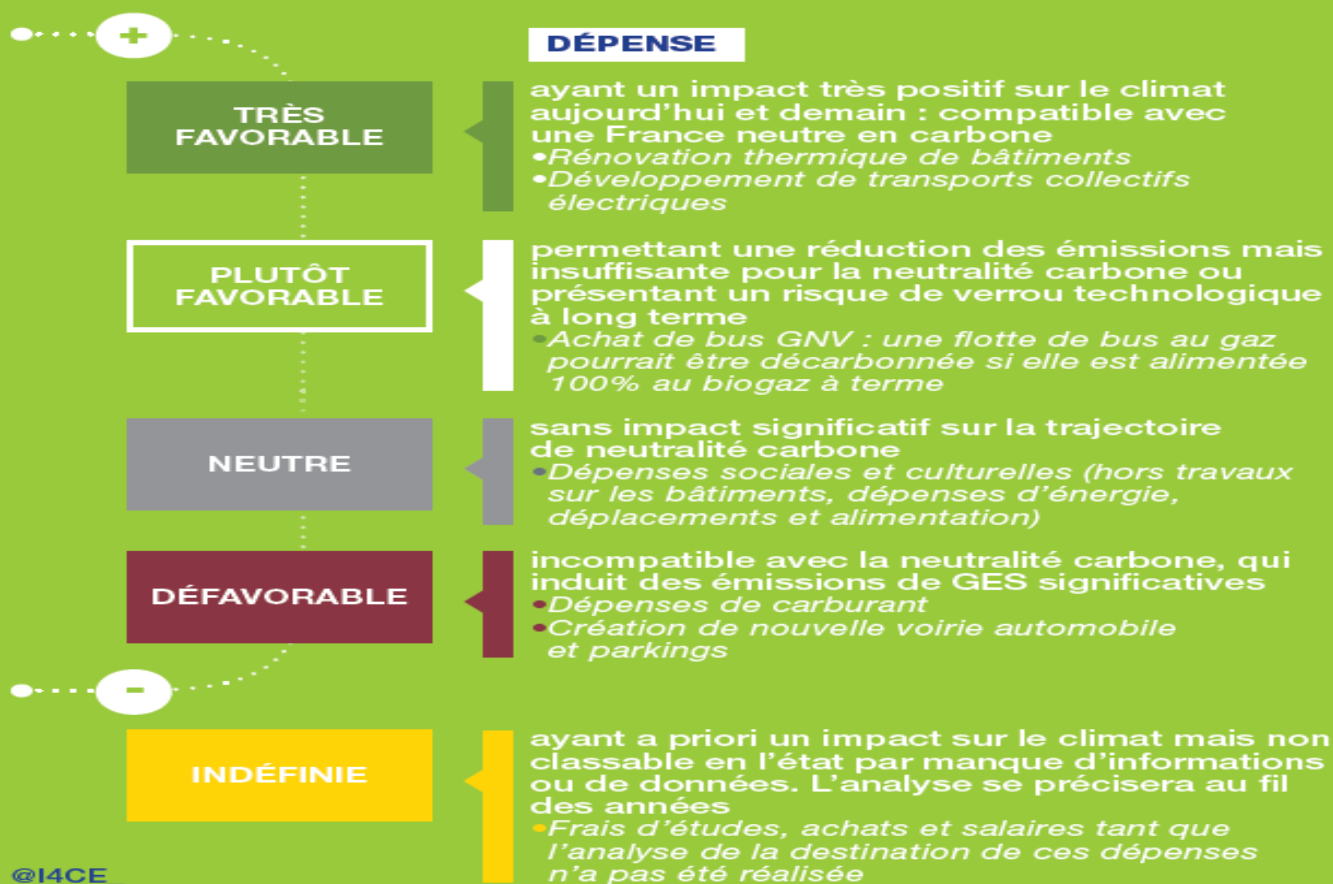 +
DÉPENSE
TRÈS
FAVORABLE
ayant un impact très positif sur le climat
aujourd'hui et demain : compatible avec
une France neutre en carbone
•Rénovation thermique de bâtiments
•Développement de transports collectifs
électriques
PLUTÔT
FAVORABLE
permettant une réduction des émissions mais
insuffisante pour la neutralité carbone ou
présentant un risque de verrou technologique
à long terme
•Achat de bus GNV : une flotte de bus au gaz
pourrait être décarbonnée si elle est alimentée
100% au biogaz à terme
NEUTRE
sans impact significatif sur la trajectoire
de neutralité carbone
•Dépenses sociales et culturelles (hors travaux
sur les bâtiments, dépenses d'énergie,
déplacements et alimentation)
DÉFAVORABLE
incompatible avec la neutralité carbone, qui
induit des émissions de GES significatives
•Dépenses de carburant
•Création de nouvelle voirie automobile
et parkings
-
INDÉFINIE
ayant a priori un impact sur le climat mais non
classable en l'état par manque d'informations
ou de données. L'analyse se précisera au fil
des années
•Frais d'études, achats et salaires tant que
l'analyse de la destination de ces dépenses
n'a pas été réalisée
@I4CE